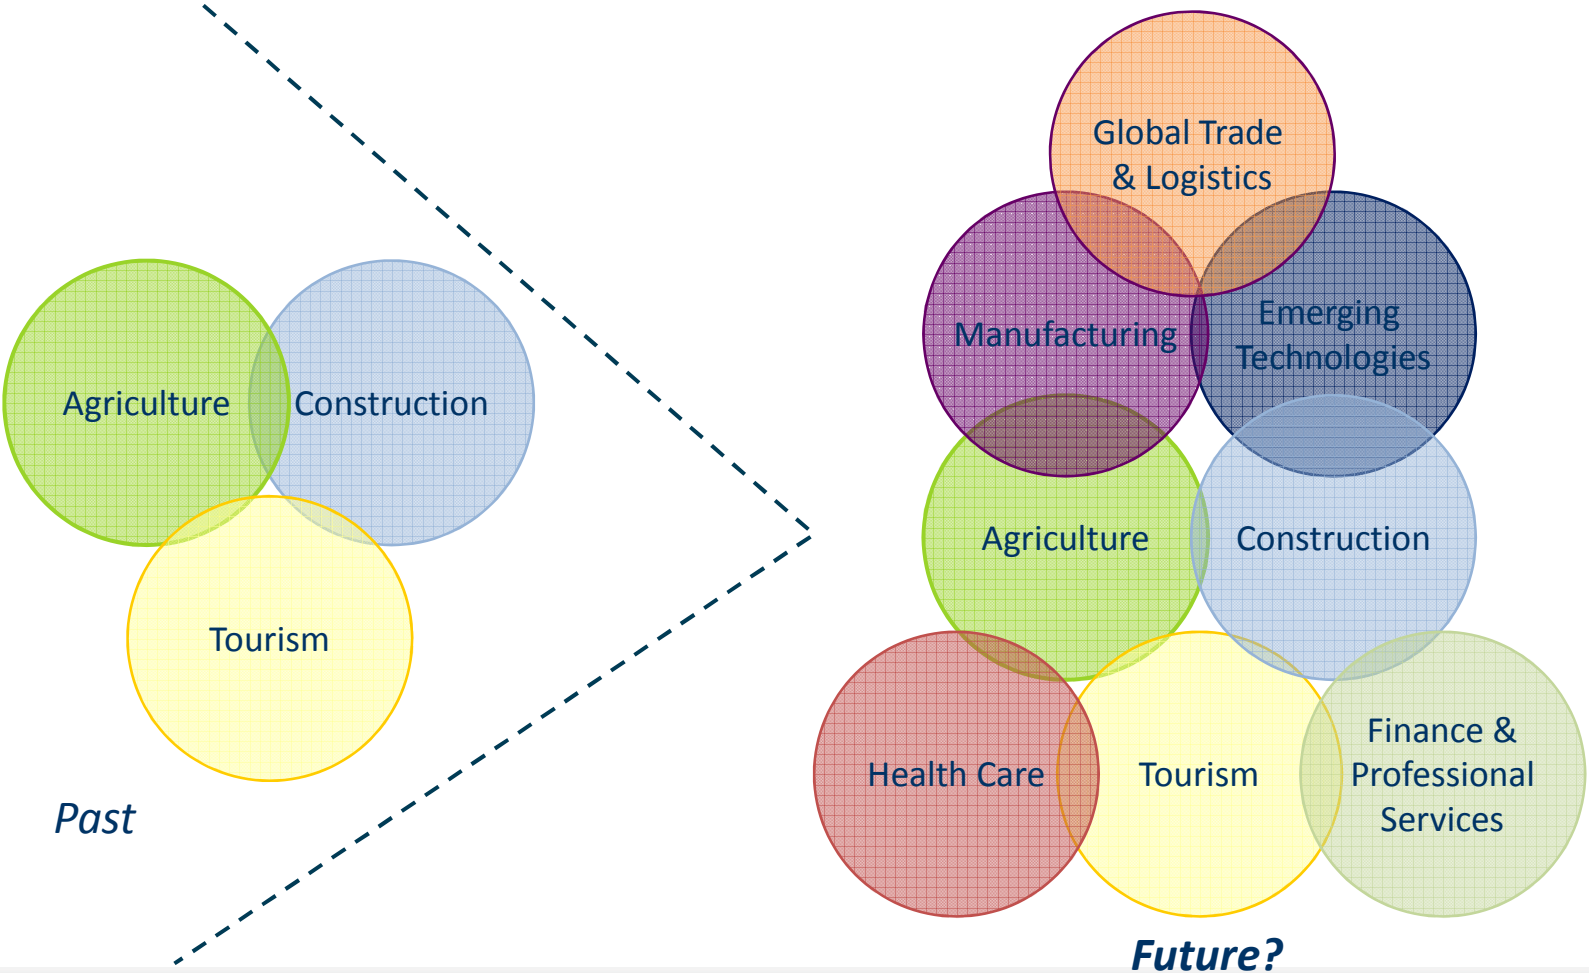 Agriculture
Construction
Tourism
Past
Global Trade
& Logistics
Manufacturing
Emerging
Technologies
Agriculture
Construction
Health Care
Tourism
Finance &
Professional
Services
Future?